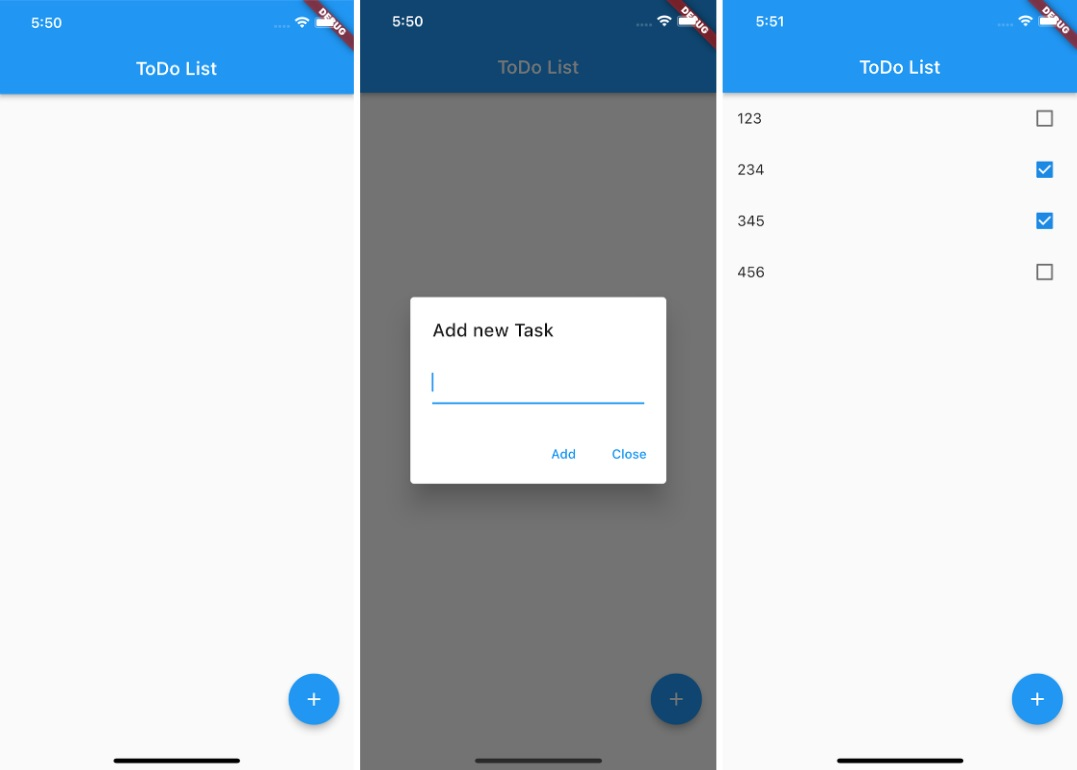 5:50
DEBUG
ToDo List
+
5:50
DEBUG
ToDo List
Add new Task
Add
Close
+
5:51
DEBUG
ToDo List
123
234
345
456
+